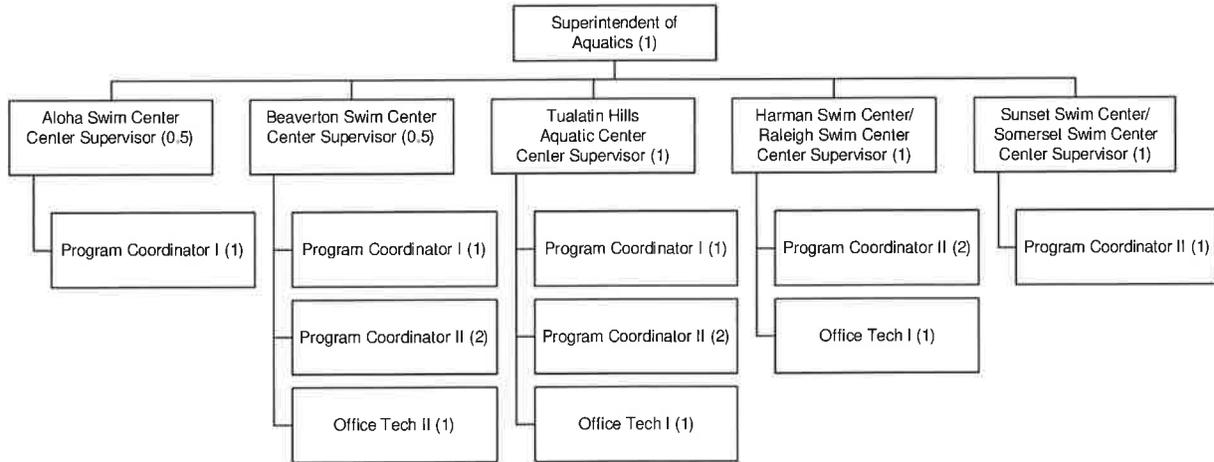 Superintendent of
Aquatics (1)
Aloha Swim Center
Center Supervisor (0.5)
Beaverton Swim Center
Center Supervisor (0.5)
Tualatin Hills
Aquatic Center
Center Supervisor (1)
Harman Swim Center/
Raleigh Swim Center
Center Supervisor (1)
Sunset Swim Center/
Somerset Swim Center
Center Supervisor (1)
Program Coordinator I (1)
Program Coordinator I (1)
Program Coordinator I (1)
Program Coordinator II (2)
Program Coordinator II (1)
Program Coordinator II (2)
Program Coordinator II (2)
Office Tech I (1)
Office Tech II (1)
Office Tech I (1)